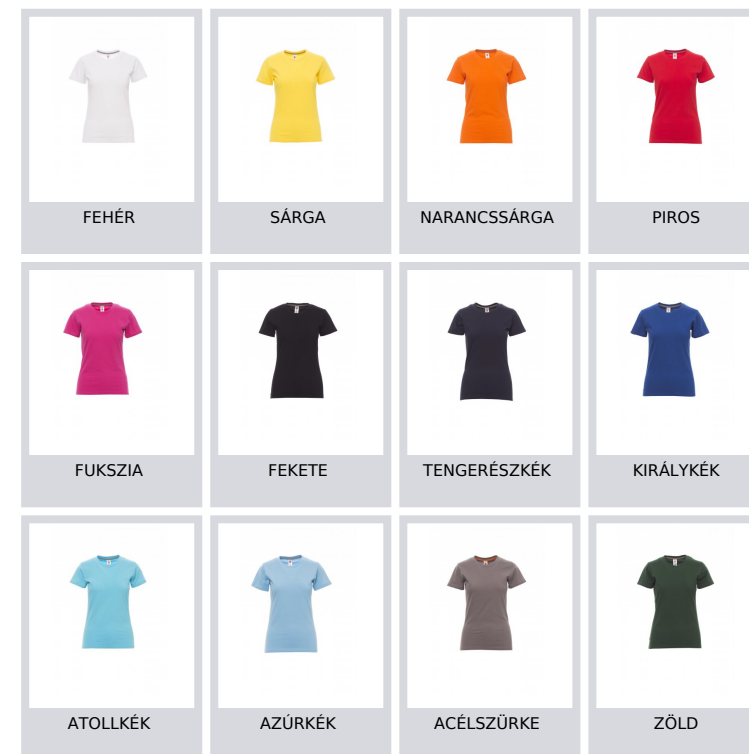 FEHÉR
SÁRGA
NARANCSSÁRGA
PIROS
FUKSZIA
FEKETE
TENGERÉSZKÉK
KIRÁLYKÉK
ATOLLKÉK
AZÚRKÉK
ACÉLSZÜRKE
ZÖLD